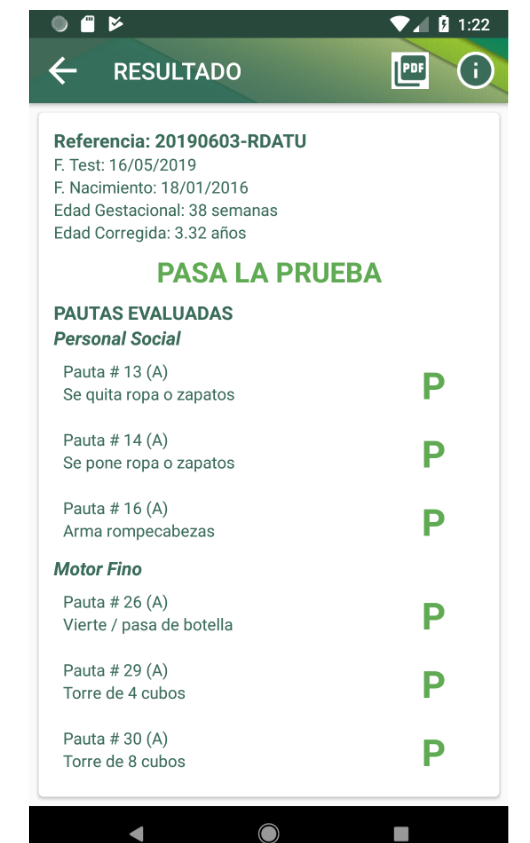 1:22
RESULTADO
PDF
i
Referencia: 20190603-RDATU
F. Test: 16/05/2019
F. Nacimiento: 18/01/2016
Edad Gestacional: 38 semanas
Edad Corregida: 3.32 años
PASA LA PRUEBA
PAUTAS EVALUADAS
Personal Social
Pauta # 13 (A)
Se quita ropa o zapatos
P
Pauta # 14 (A)
Se pone ropa o zapatos
P
Pauta # 16 (A)
Arma rompecabezas
P
Motor Fino
Pauta # 26 (A)
Vierte / pasa de botella
P
Pauta # 29 (A)
Torre de 4 cubos
P
Pauta # 30 (A)
Torre de 8 cubos
P